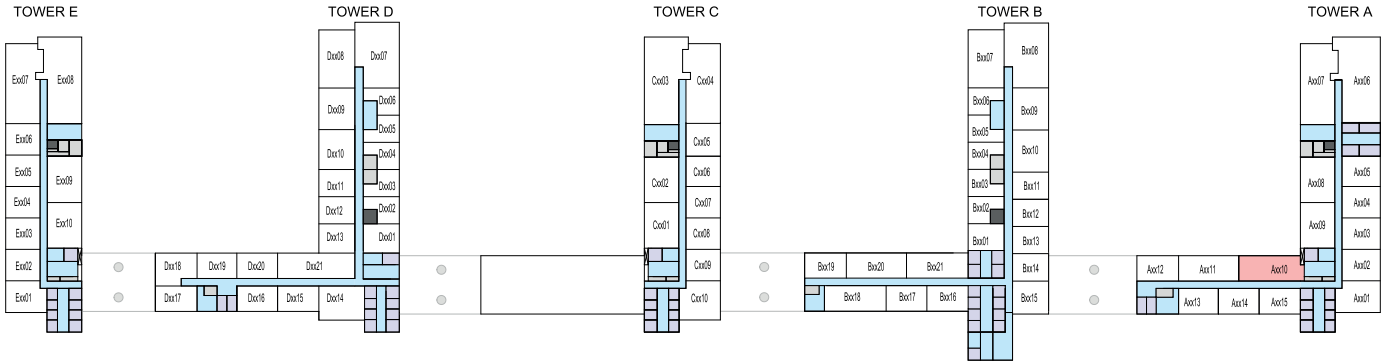 TOWER E
TOWER D
TOWER C
TOWER B
TOWER A
Exx07
Exx08
Exx06
Exx05
Exx09
Exx04
Exx10
Exx03
Exx02
Exx01
Dxx08
Dxx07
Dxx09
Dxx06
Dxx05
Dxx10
Dxx04
Dxx11
Dxx03
Dxx12
Dxx02
Dxx13
Dxx01
Dxx18
Dxx19
Dxx20
Dxx21
Dxx17
Dxx16
Dxx15
Dxx14
Cxx03
Cxx04
Cxx05
Cxx02
Cxx06
Cxx07
Cxx01
Cxx08
Cxx09
Cxx10
Bxx07
Bxx08
Bxx06
Bxx09
Bxx05
Bxx04
Bxx10
Bxx03
Bxx11
Bxx02
Bxx12
Bxx01
Bxx13
Bxx19
Bxx20
Bxx21
Bxx14
Bxx18
Bxx17
Bxx16
Bxx15
Axx07
Axx06
Axx08
Axx05
Axx04
Axx09
Axx03
Axx12
Axx11
Axx10
Axx02
Axx13
Axx14
Axx15
Axx01